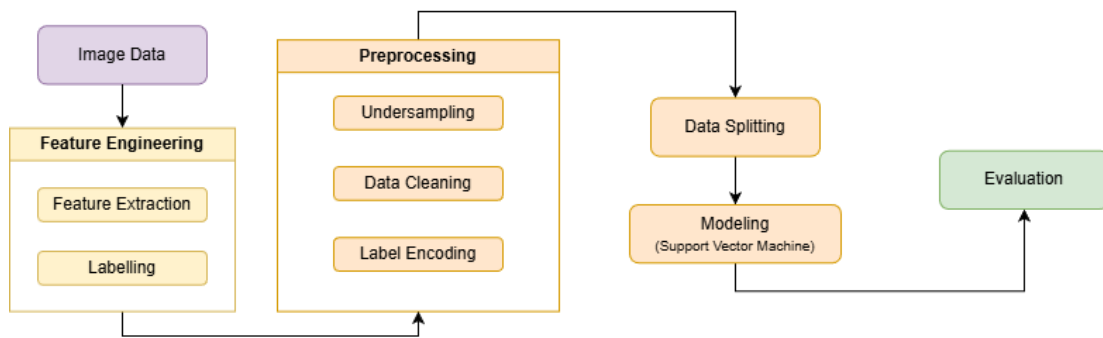 Image Data
Feature Engineering
Feature Extraction
Labelling
Preprocessing
Undersampling
Data Cleaning
Label Encoding
Data Splitting
Modeling
(Support Vector Machine)
Evaluation